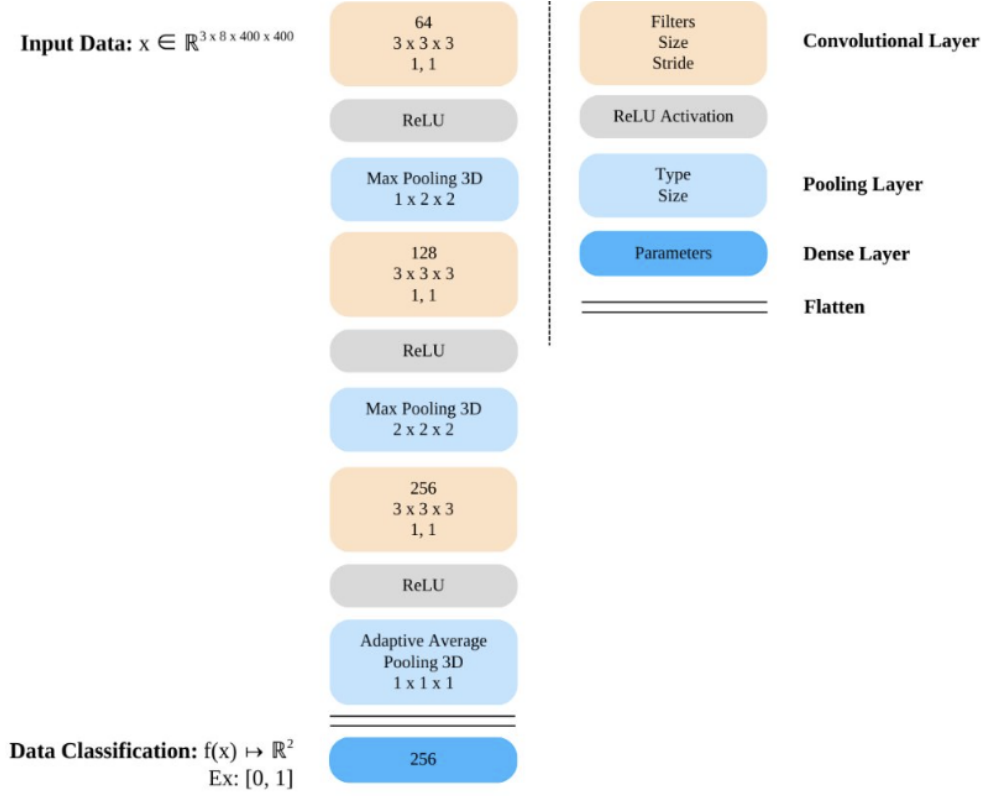 Input Data: x ∈ ℝ^{3 x 8 x 400 x 400}
64
3 x 3 x 3
1, 1
ReLU
Max Pooling 3D
1 x 2 x 2
128
3 x 3 x 3
1, 1
ReLU
Max Pooling 3D
2 x 2 x 2
256
3 x 3 x 3
1, 1
ReLU
Adaptive Average
Pooling 3D
1 x 1 x 1
Data Classification: f(x) ↦ ℝ²
Ex: [0, 1]
256
Filters
Size
Stride
Convolutional Layer
ReLU Activation
Type
Size
Pooling Layer
Parameters
Dense Layer
Flatten